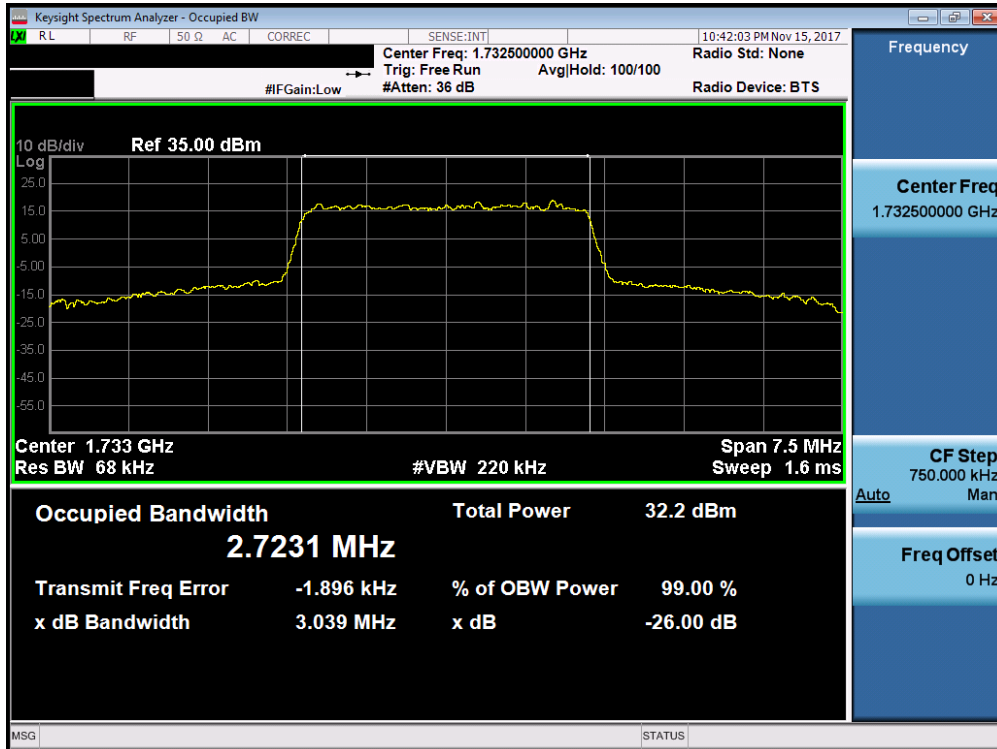 Keysight Spectrum Analyzer - Occupied BW
LXI RL RF 50 Ω AC CORREC SENSE:INT 10:42:03 PM Nov 15, 2017
Center Freq: 1.732500000 GHz Radio Std: None
Trig: Free Run Avg|Hold: 100/100
#IFGain:Low #Atten: 36 dB Radio Device: BTS
10 dB/div Ref 35.00 dBm
Log
25.0
15.0
5.00
-5.00
-15.0
-25.0
-35.0
-45.0
-55.0
Center 1.733 GHz Span 7.5 MHz
Res BW 68 kHz #VBW 220 kHz Sweep 1.6 ms
Occupied Bandwidth Total Power 32.2 dBm
2.7231 MHz
Transmit Freq Error -1.896 kHz % of OBW Power 99.00 %
x dB Bandwidth 3.039 MHz x dB -26.00 dB
MSG STATUS
Frequency
Center Freq
1.732500000 GHz
CF Step
750.000 kHz
Auto Man
Freq Offset
0 Hz